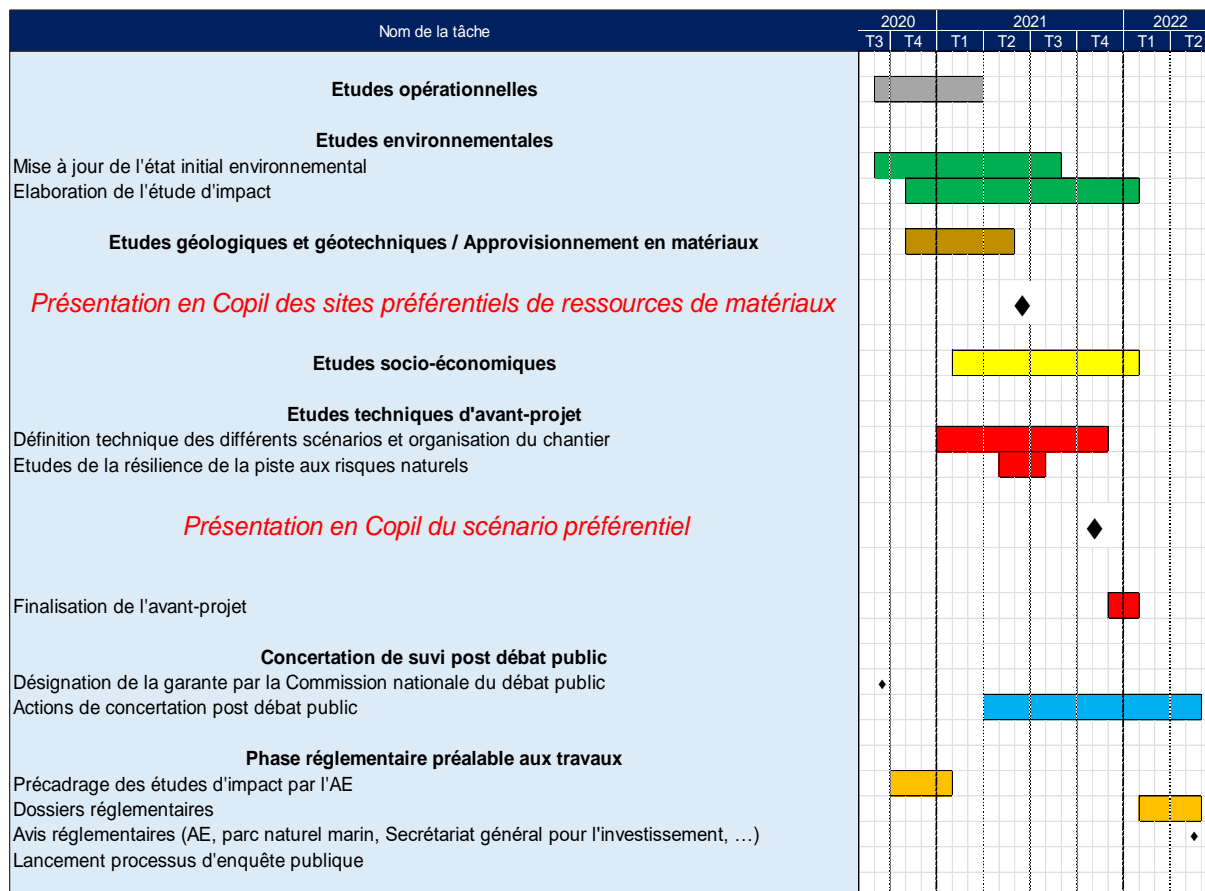 Nom de la tâche
2020 2021 2022
T3 T4 T1 T2 T3 T4 T1 T2
Etudes opérationnelles
Etudes environnementales
Mise à jour de l'état initial environnemental
Elaboration de l'étude d'impact
Etudes géologiques et géotechniques / Approvisionnement en matériaux
Présentation en Copil des sites préférentiels de ressources de matériaux
Etudes socio-économiques
Etudes techniques d'avant-projet
Définition technique des différents scénarios et organisation du chantier
Etudes de la résilience de la piste aux risques naturels
Présentation en Copil du scénario préférentiel
Finalisation de l'avant-projet
Concertation de suvi post débat public
Désignation de la garante par la Commission nationale du débat public
Actions de concertation post débat public
Phase réglementaire préalable aux travaux
Précadrage des études d'impact par l'AE
Dossiers réglementaires
Avis réglementaires (AE, parc naturel marin, Secrétariat général pour l'investissement, …)
Lancement processus d'enquête publique